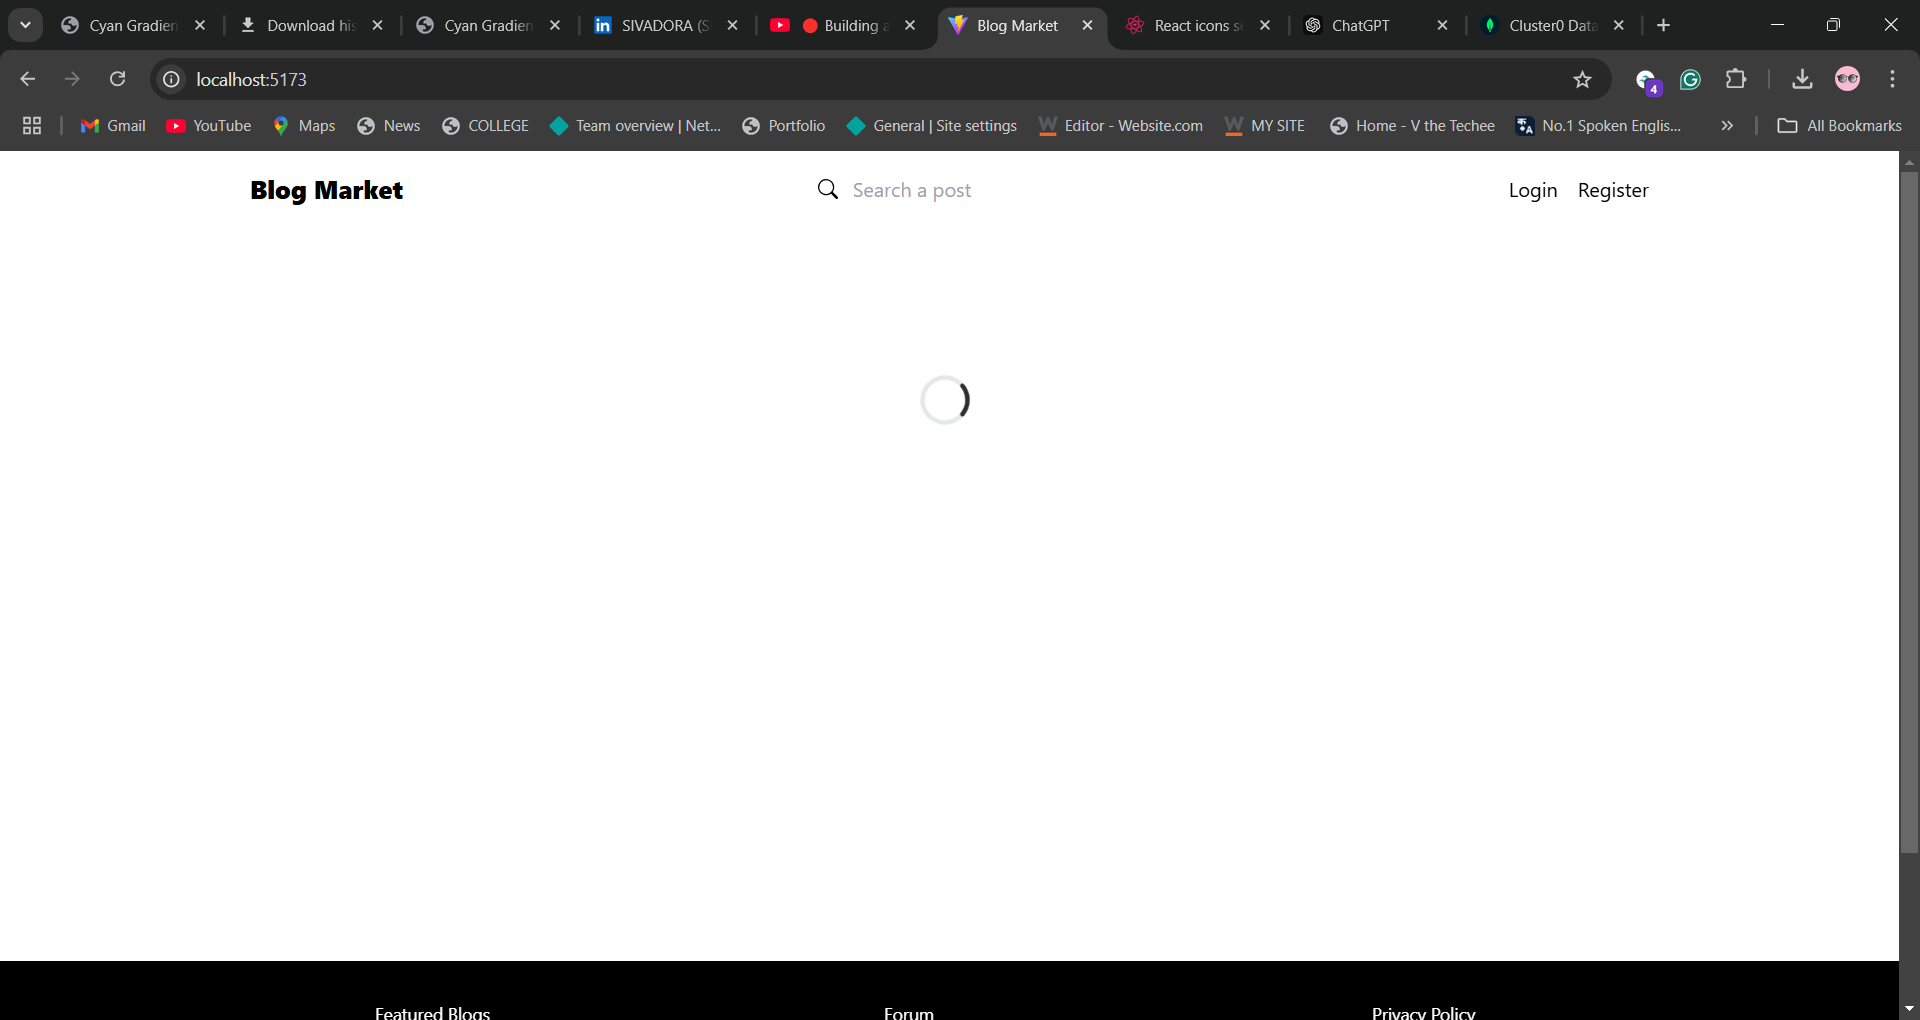 Cyan Gradien
Download his
Cyan Gradien
SIVADORA (S
Building a
Blog Market
React icons s
ChatGPT
Cluster0 Data
localhost:5173
4
Gmail
YouTube
Maps
News
COLLEGE
Team overview | Net...
Portfolio
General | Site settings
Editor - Website.com
MY SITE
Home - V the Techee
No.1 Spoken Englis...
All Bookmarks
Blog Market
Search a post
Login Register
Featured Blogs
Forum
Privacy Policy